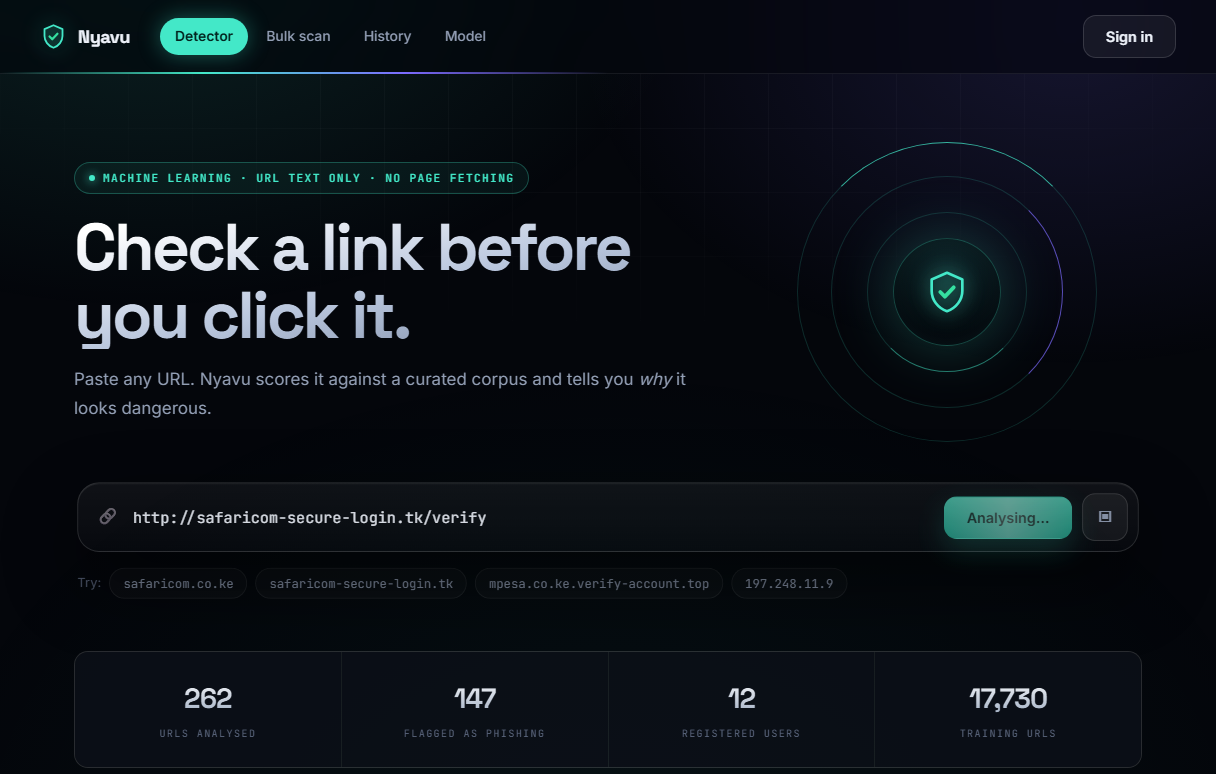 Nyavu
Detector
Bulk scan
History
Model
Sign in
MACHINE LEARNING · URL TEXT ONLY · NO PAGE FETCHING
Check a link before
you click it.
Paste any URL. Nyavu scores it against a curated corpus and tells you why it
looks dangerous.
http://safaricom-secure-login.tk/verify
Analysing...
Try:
safaricom.co.ke
safaricom-secure-login.tk
mpesa.co.ke.verify-account.top
197.248.11.9
262
URLS ANALYSED
147
FLAGGED AS PHISHING
12
REGISTERED USERS
17,730
TRAINING URLS